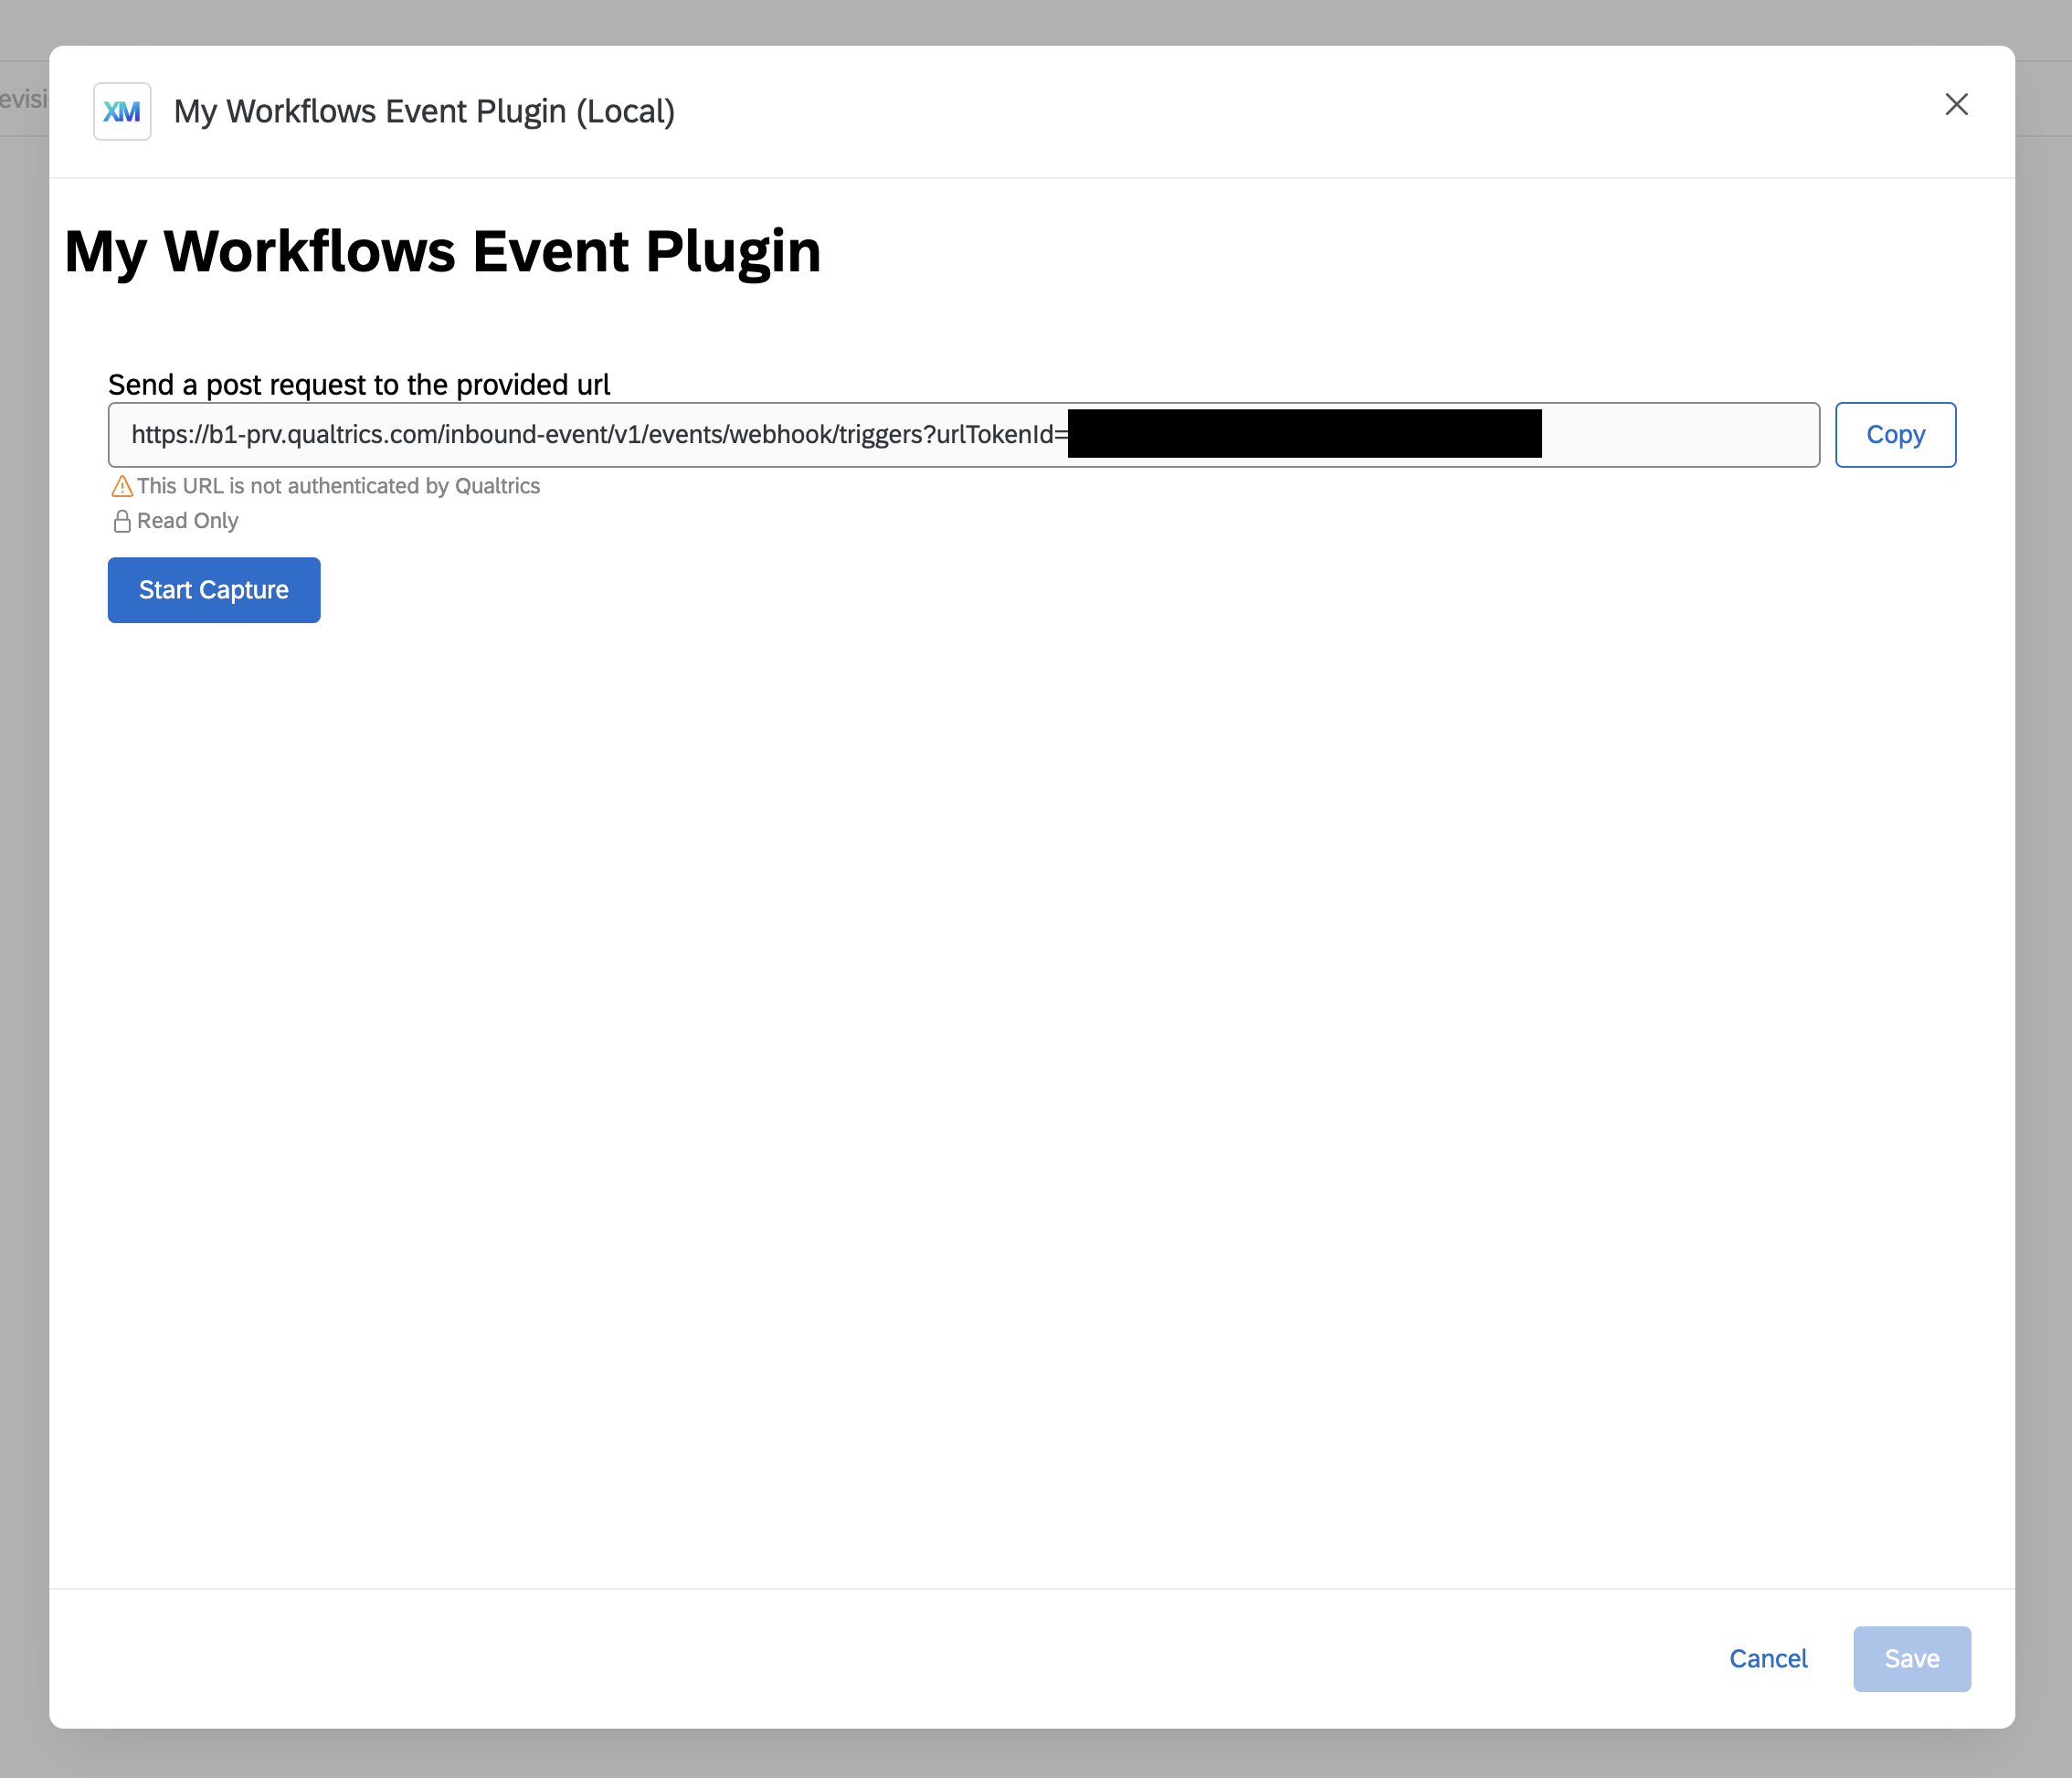 evisi
XM
My Workflows Event Plugin (Local)
My Workflows Event Plugin
Send a post request to the provided url
https://b1-prv.qualtrics.com/inbound-event/v1/events/webhook/triggers?urlTokenId=
Copy
This URL is not authenticated by Qualtrics
Read Only
Start Capture
Cancel
Save